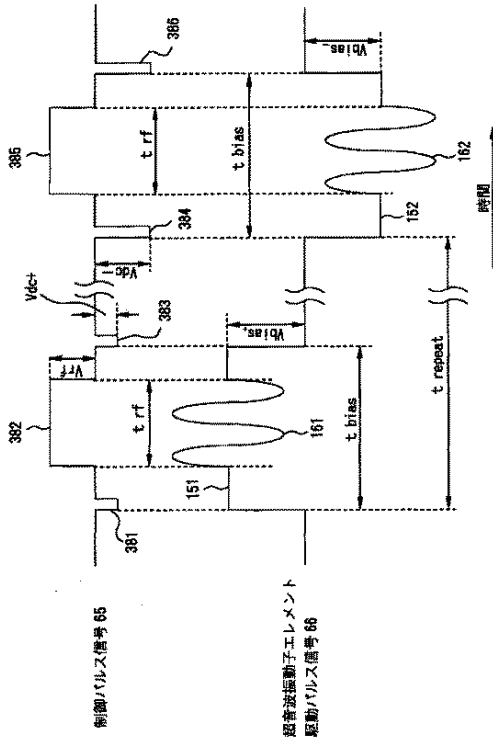 制御パルス信号 65
381
382
383
384
385
386
Vrf
Vdc+
Vdc-
t rf
t rf
t bias
151
161
Vbias+
Vbias-
152
162
超音波振動子エレメント
駆動パルス信号 66
t bias
t repeat
時間